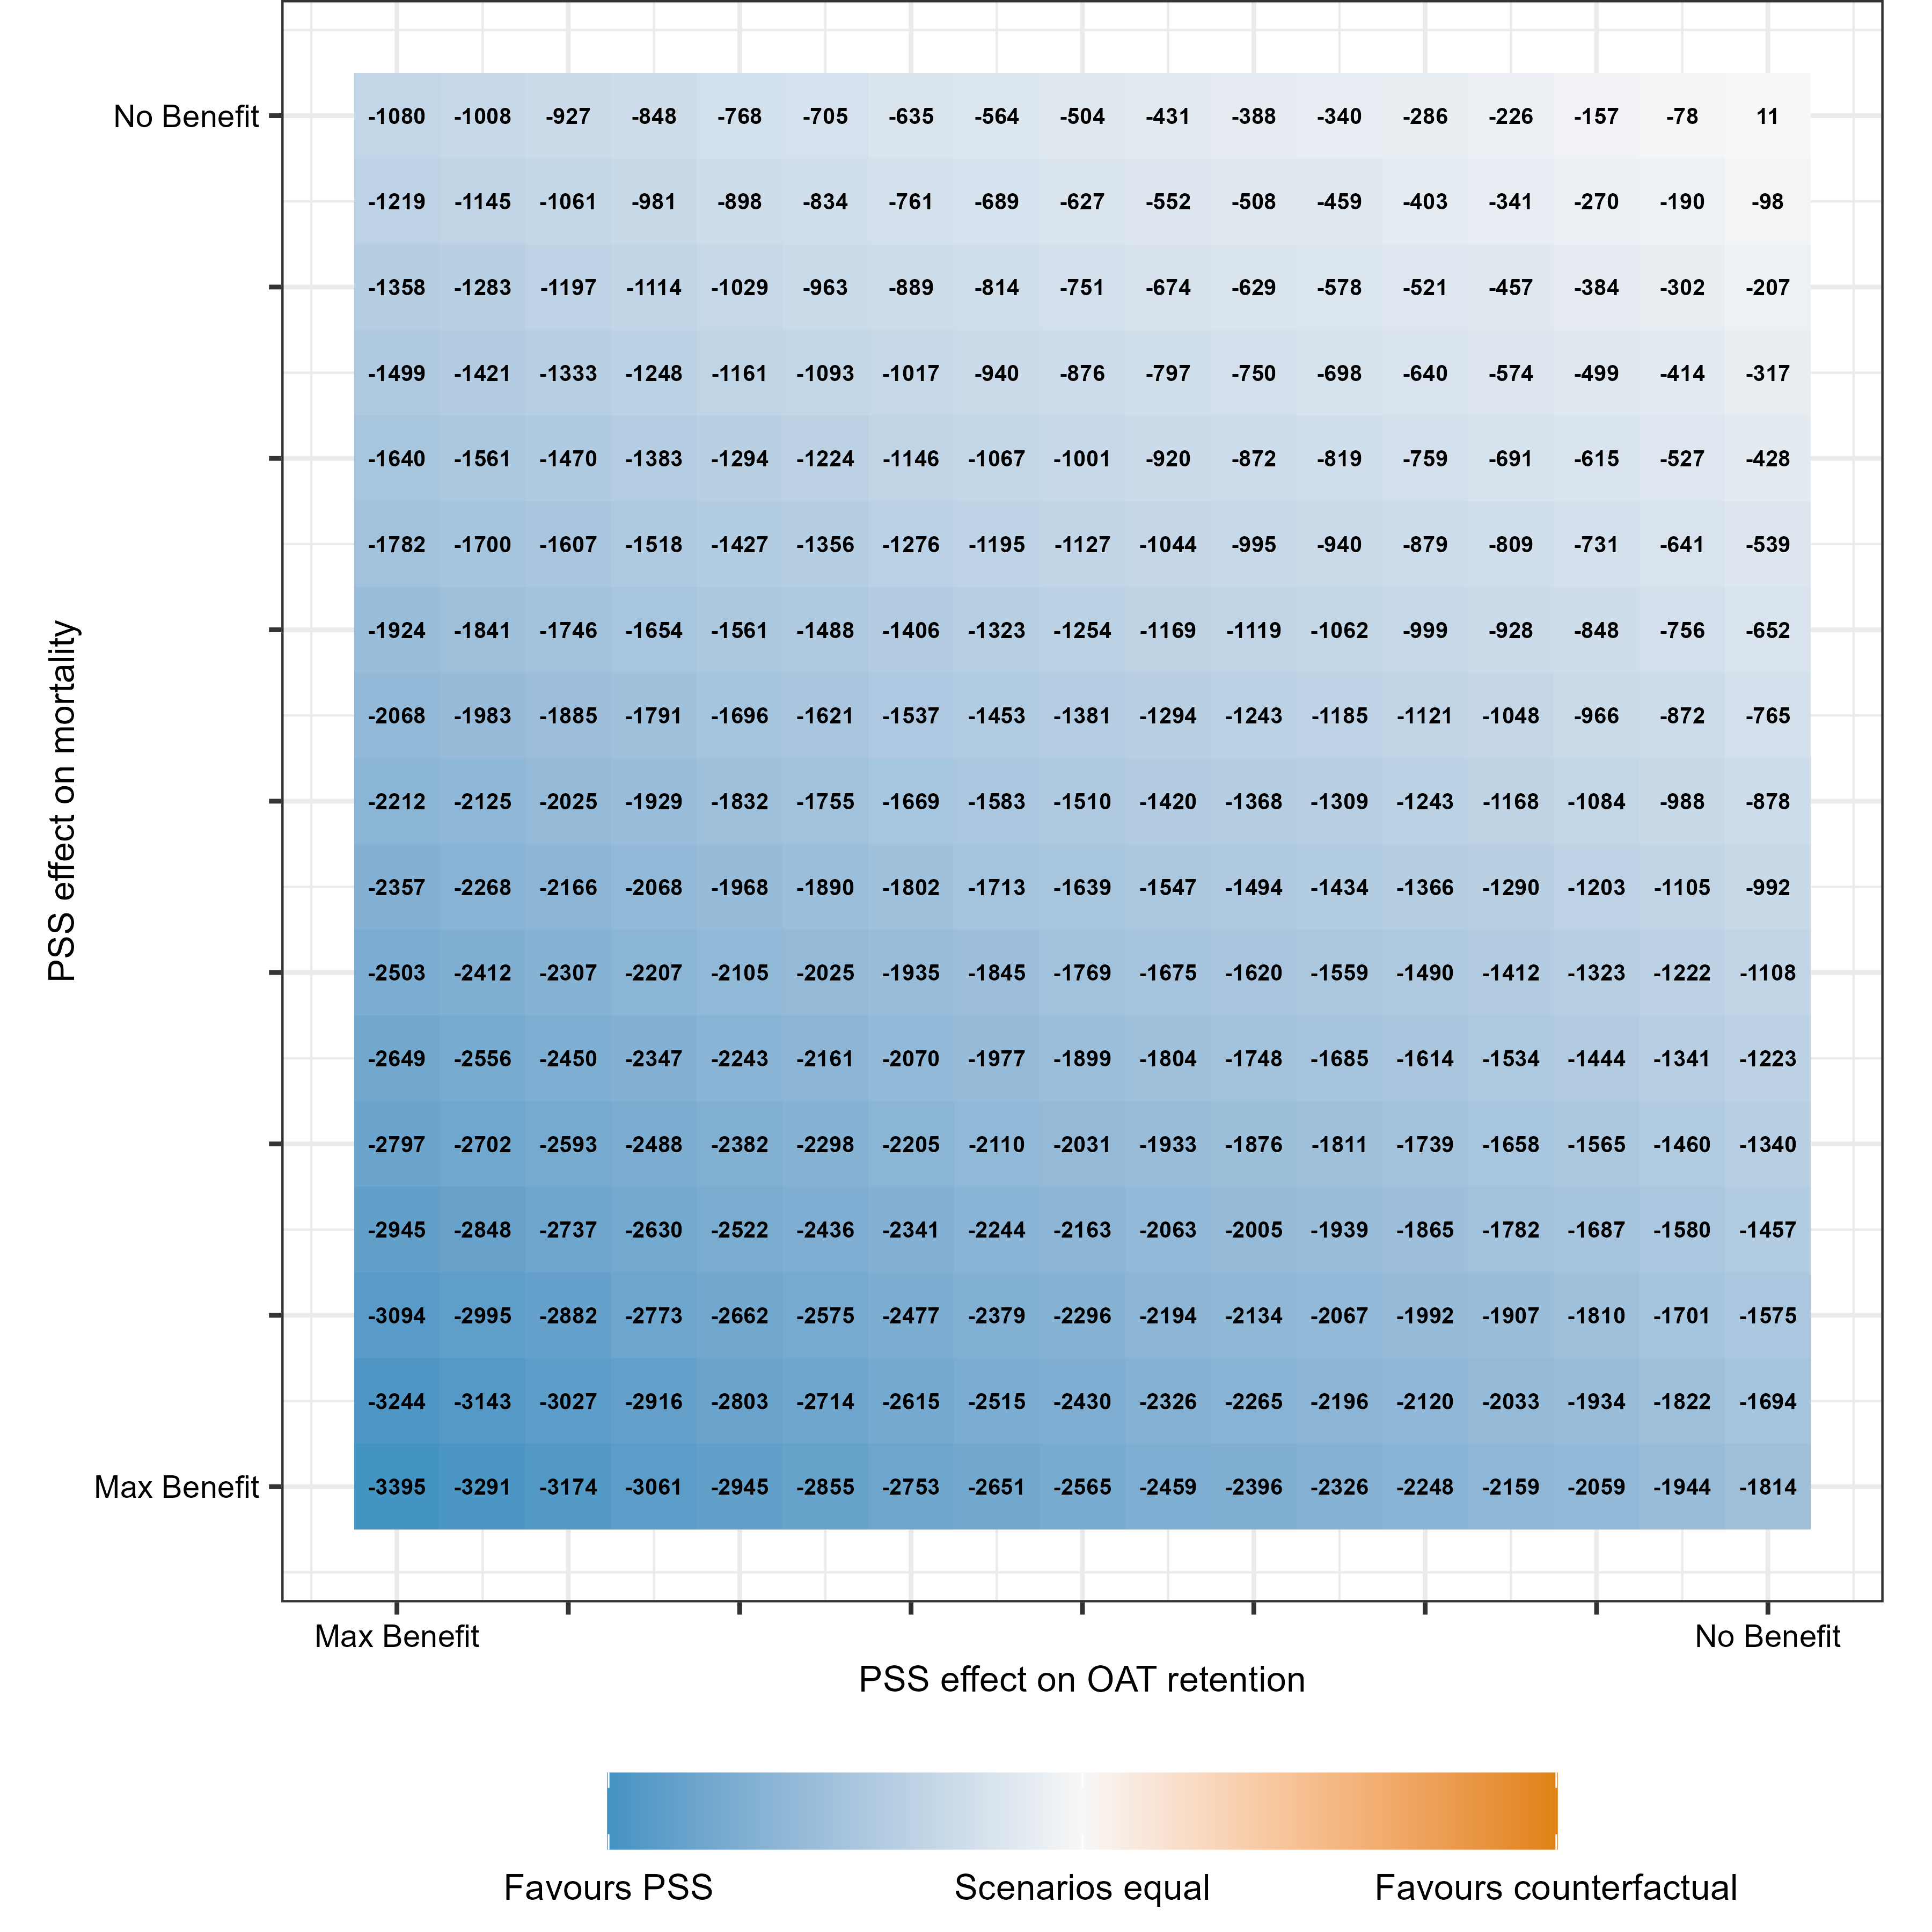 No Benefit -1080 -1008 -927 -848 -768 -705 -635 -564 -504 -431 -388 -340 -286 -226 -157 -78 11
-1219 -1145 -1061 -981 -898 -834 -761 -689 -627 -552 -508 -459 -403 -341 -270 -190 -98
-1358 -1283 -1197 -1114 -1029 -963 -889 -814 -751 -674 -629 -578 -521 -457 -384 -302 -207
-1499 -1421 -1333 -1248 -1161 -1093 -1017 -940 -876 -797 -750 -698 -640 -574 -499 -414 -317
-1640 -1561 -1470 -1383 -1294 -1224 -1146 -1067 -1001 -920 -872 -819 -759 -691 -615 -527 -428
-1782 -1700 -1607 -1518 -1427 -1356 -1276 -1195 -1127 -1044 -995 -940 -879 -809 -731 -641 -539
-1924 -1841 -1746 -1654 -1561 -1488 -1406 -1323 -1254 -1169 -1119 -1062 -999 -928 -848 -756 -652
-2068 -1983 -1885 -1791 -1696 -1621 -1537 -1453 -1381 -1294 -1243 -1185 -1121 -1048 -966 -872 -765
PSS effect on mortality
-2212 -2125 -2025 -1929 -1832 -1755 -1669 -1583 -1510 -1420 -1368 -1309 -1243 -1168 -1084 -988 -878
-2357 -2268 -2166 -2068 -1968 -1890 -1802 -1713 -1639 -1547 -1494 -1434 -1366 -1290 -1203 -1105 -992
-2503 -2412 -2307 -2207 -2105 -2025 -1935 -1845 -1769 -1675 -1620 -1559 -1490 -1412 -1323 -1222 -1108
-2649 -2556 -2450 -2347 -2243 -2161 -2070 -1977 -1899 -1804 -1748 -1685 -1614 -1534 -1444 -1341 -1223
-2797 -2702 -2593 -2488 -2382 -2298 -2205 -2110 -2031 -1933 -1876 -1811 -1739 -1658 -1565 -1460 -1340
-2945 -2848 -2737 -2630 -2522 -2436 -2341 -2244 -2163 -2063 -2005 -1939 -1865 -1782 -1687 -1580 -1457
-3094 -2995 -2882 -2773 -2662 -2575 -2477 -2379 -2296 -2194 -2134 -2067 -1992 -1907 -1810 -1701 -1575
-3244 -3143 -3027 -2916 -2803 -2714 -2615 -2515 -2430 -2326 -2265 -2196 -2120 -2033 -1934 -1822 -1694
Max Benefit -3395 -3291 -3174 -3061 -2945 -2855 -2753 -2651 -2565 -2459 -2396 -2326 -2248 -2159 -2059 -1944 -1814
Max Benefit No Benefit
PSS effect on OAT retention
Favours PSS Scenarios equal Favours counterfactual